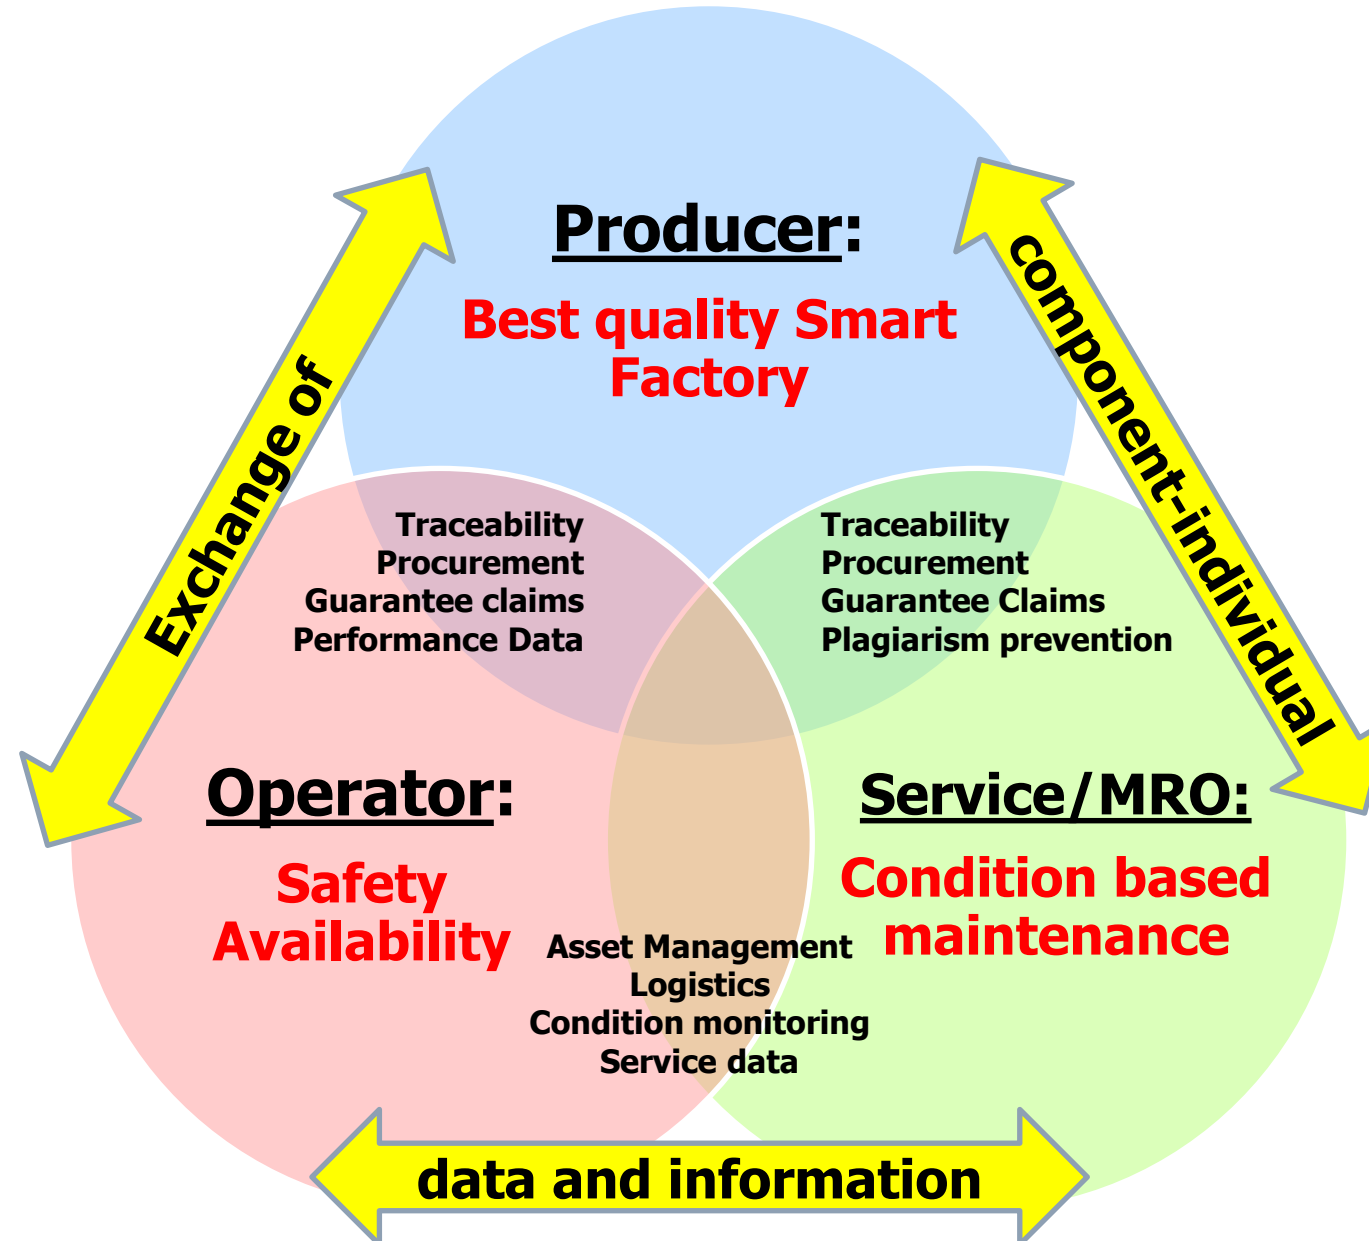 Producer:
Best quality Smart
Factory
Exchange of
component-individual
Traceability
Procurement
Guarantee claims
Performance Data
Traceability
Procurement
Guarantee Claims
Plagiarism prevention
Operator:
Safety
Availability
Service/MRO:
Condition based
maintenance
Asset Management
Logistics
Condition monitoring
Service data
data and information